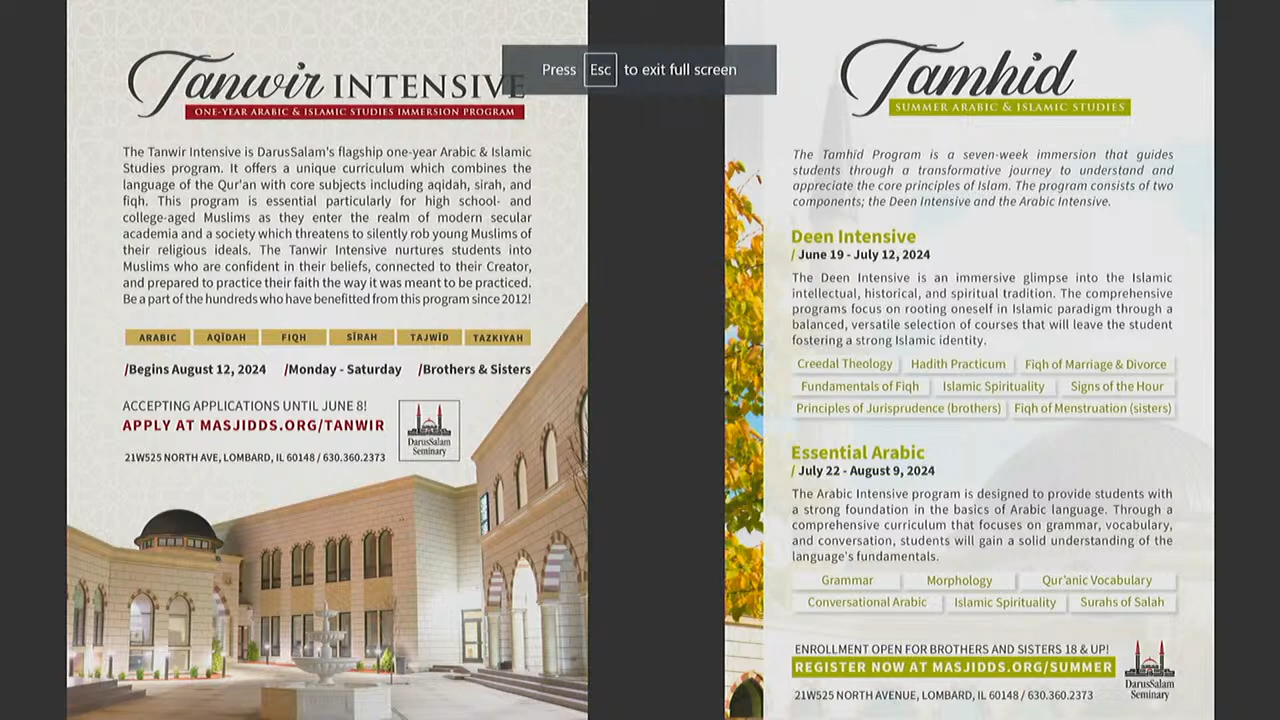 Tanwir INTENSIVE
ONE-YEAR ARABIC & ISLAMIC STUDIES IMMERSION PROGRAM
The Tanwir Intensive is DarusSalam's flagship one-year Arabic & Islamic
Studies program. It offers a unique curriculum which combines the
language of the Qur'an with core subjects including aqidah, sirah, and
fiqh. This program is essential particularly for high school- and
college-aged Muslims as they enter the realm of modern secular
academia and a society which threatens to silently rob young Muslims of
their religious ideals. The Tanwir Intensive nurtures students into
Muslims who are confident in their beliefs, connected to their Creator,
and prepared to practice their faith the way it was meant to be practiced.
Be a part of the hundreds who have benefitted from this program since 2012!
ARABIC AQĪDAH FIQH SĪRAH TAJWĪD TAZKIYAH
/Begins August 12, 2024 /Monday - Saturday /Brothers & Sisters
ACCEPTING APPLICATIONS UNTIL JUNE 8!
APPLY AT MASJIDDS.ORG/TANWIR
DarusSalam
Seminary
21W525 NORTH AVE, LOMBARD, IL 60148 / 630.360.2373
Press Esc to exit full screen
Tamhīd
SUMMER ARABIC & ISLAMIC STUDIES
The Tamhīd Program is a seven-week immersion that guides
students through a transformative journey to understand and
appreciate the core principles of Islam. The program consists of two
components; the Deen Intensive and the Arabic Intensive.
Deen Intensive
/ June 19 - July 12, 2024
The Deen Intensive is an immersive glimpse into the Islamic
intellectual, historical, and spiritual tradition. The comprehensive
programs focus on rooting oneself in Islamic paradigm through a
balanced, versatile selection of courses that will leave the student
fostering a strong Islamic identity.
Creedal Theology Hadith Practicum Fiqh of Marriage & Divorce
Fundamentals of Fiqh Islamic Spirituality Signs of the Hour
Principles of Jurisprudence (brothers) Fiqh of Menstruation (sisters)
Essential Arabic
/ July 22 - August 9, 2024
The Arabic Intensive program is designed to provide students with
a strong foundation in the basics of Arabic language. Through a
comprehensive curriculum that focuses on grammar, vocabulary,
and conversation, students will gain a solid understanding of the
language's fundamentals.
Grammar Morphology Qur'anic Vocabulary
Conversational Arabic Islamic Spirituality Surahs of Salah
ENROLLMENT OPEN FOR BROTHERS AND SISTERS 18 & UP!
REGISTER NOW AT MASJIDDS.ORG/SUMMER
21W525 NORTH AVENUE, LOMBARD, IL 60148 / 630.360.2373
DarusSalam
Seminary